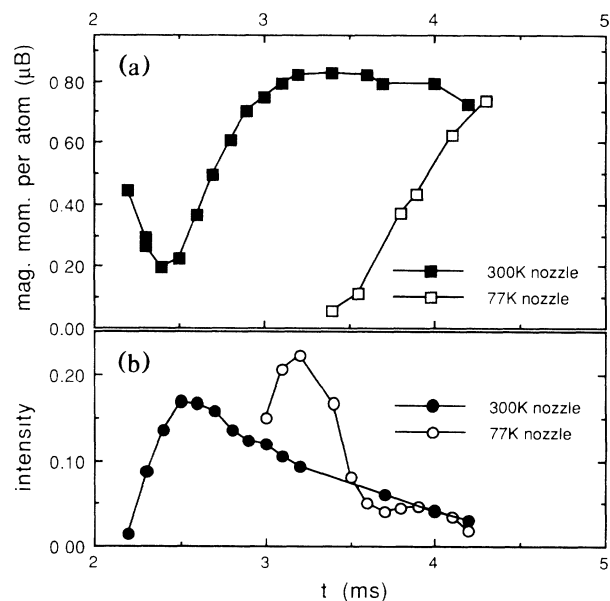 2 3 4 5
(a)
mag. mom. per atom (μB)
0 80
0.60
0.40
0 20
0.00
300K nozzle
77K nozzle
(b)
intensity
0.20
0.10
0 00
300K nozzle
77K nozzle
2 3 4 5
t (ms)